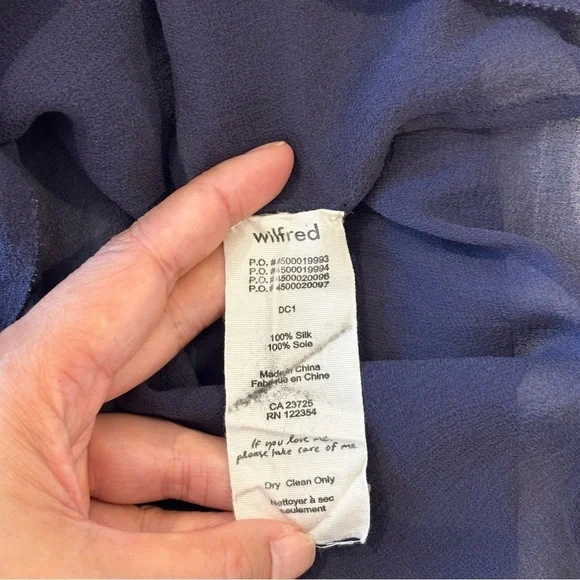 wilfred
P.O. #4500019993
P.O. #4500019994
P.O. #4500020096
P.O. #4500020097
DC1
100% Silk
100% Soie
Made in China
Fabriqué en Chine
CA 23725
RN 122354
If you love me,
please take care of me
Dry Clean Only
Nettoyer à sec
seulement